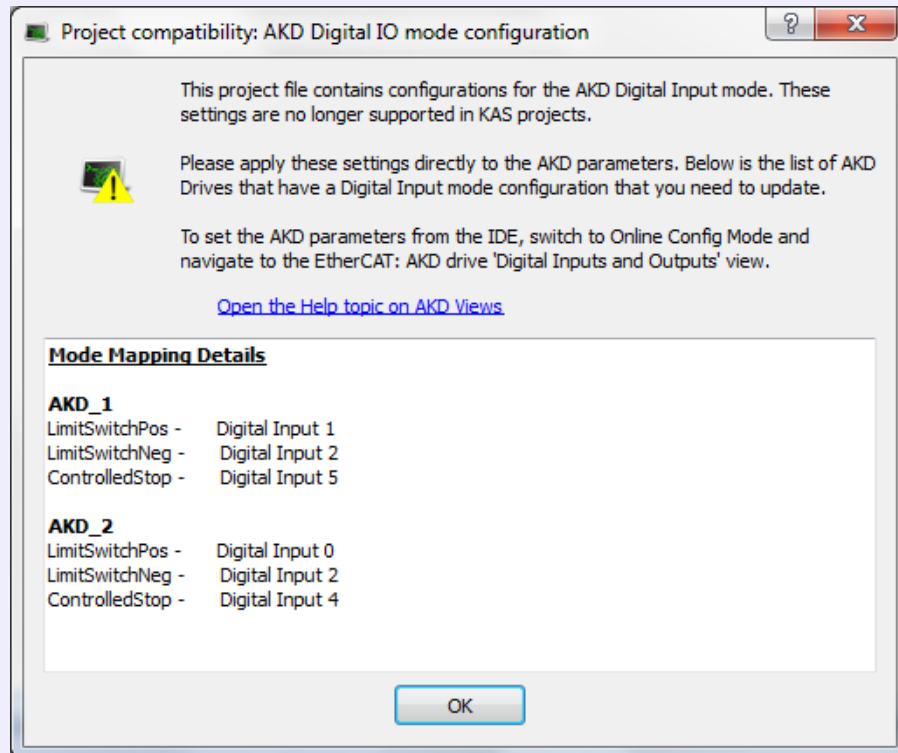 Project compatibility: AKD Digital IO mode configuration
This project file contains configurations for the AKD Digital Input mode. These
settings are no longer supported in KAS projects.
Please apply these settings directly to the AKD parameters. Below is the list of AKD
Drives that have a Digital Input mode configuration that you need to update.
To set the AKD parameters from the IDE, switch to Online Config Mode and
navigate to the EtherCAT: AKD drive 'Digital Inputs and Outputs' view.
Open the Help topic on AKD Views
Mode Mapping Details
AKD_1
LimitSwitchPos - Digital Input 1
LimitSwitchNeg - Digital Input 2
ControlledStop - Digital Input 5
AKD_2
LimitSwitchPos - Digital Input 0
LimitSwitchNeg - Digital Input 2
ControlledStop - Digital Input 4
OK